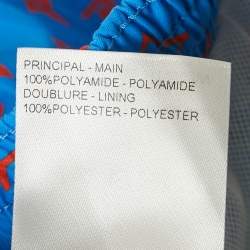 PRINCIPAL - MAIN
100%POLYAMIDE - POLYAMIDE
DOUBLURE - LINING
100%POLYESTER - POLYESTER